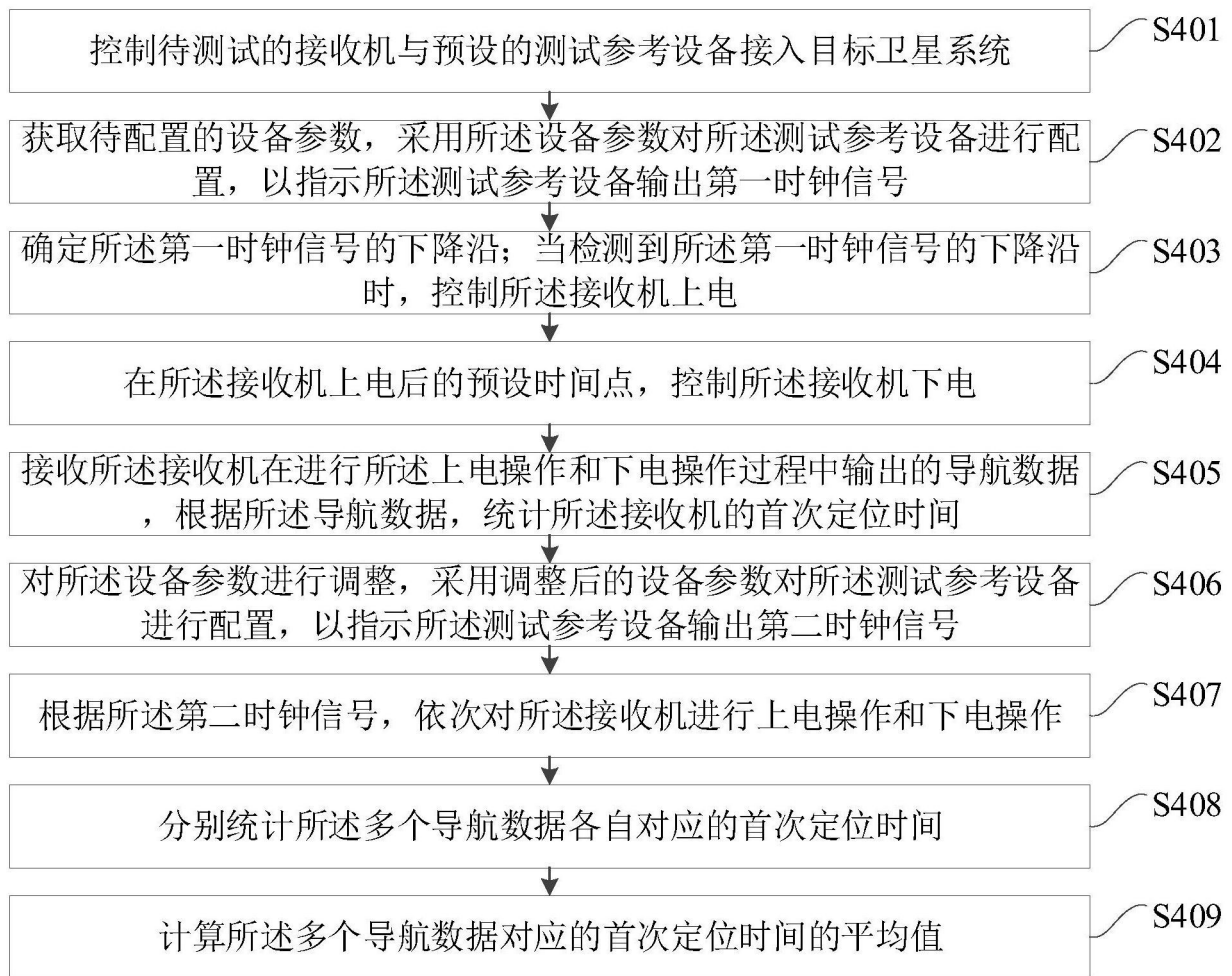 控制待测试的接收机与预设的测试参考设备接入目标卫星系统
S401
获取待配置的设备参数，采用所述设备参数对所述测试参考设备进行配
置，以指示所述测试参考设备输出第一时钟信号
S402
确定所述第一时钟信号的下降沿；当检测到所述第一时钟信号的下降沿
时，控制所述接收机上电
S403
在所述接收机上电后的预设时间点，控制所述接收机下电
S404
接收所述接收机在进行所述上电操作和下电操作过程中输出的导航数据
，根据所述导航数据，统计所述接收机的首次定位时间
S405
对所述设备参数进行调整，采用调整后的设备参数对所述测试参考设备
进行配置，以指示所述测试参考设备输出第二时钟信号
S406
根据所述第二时钟信号，依次对所述接收机进行上电操作和下电操作
S407
分别统计所述多个导航数据各自对应的首次定位时间
S408
计算所述多个导航数据对应的首次定位时间的平均值
S409